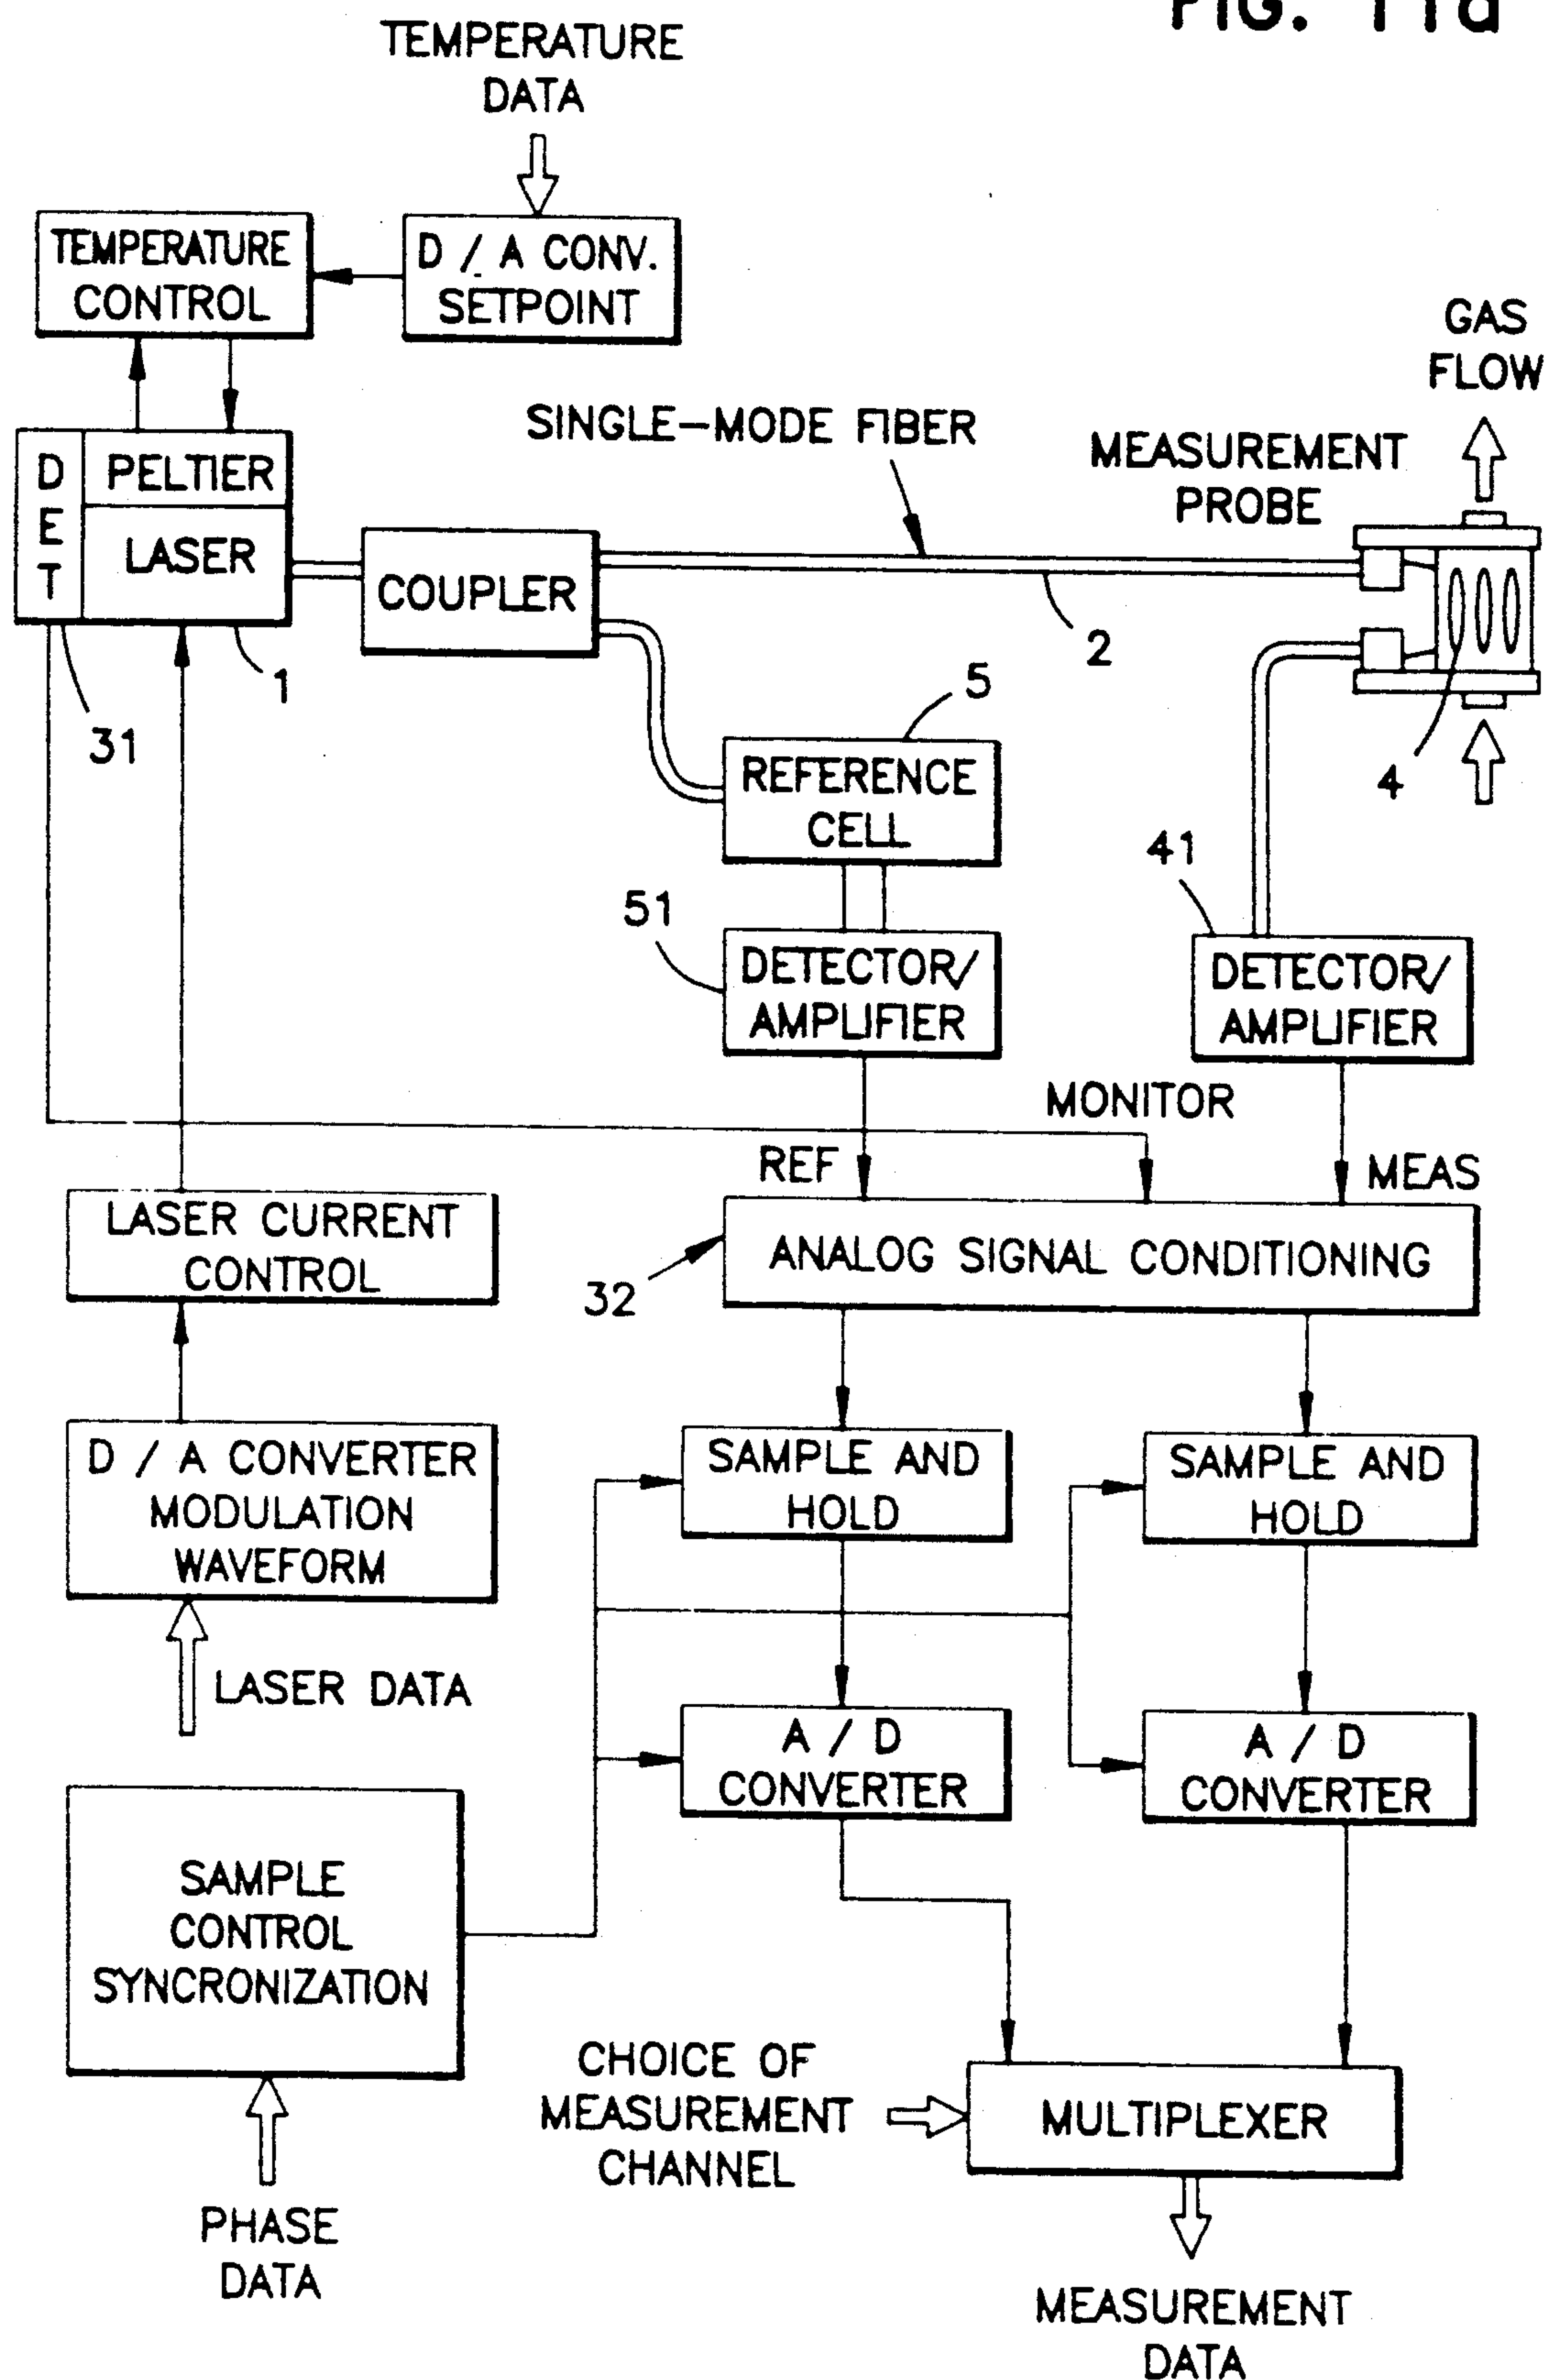 FIG. 11a
TEMPERATURE
DATA
TEMPERATURE
CONTROL
D / A CONV.
SETPOINT
GAS
FLOW
SINGLE-MODE FIBER
MEASUREMENT
PROBE
DET
PELTIER
LASER
COUPLER
2
1
31
5
4
REFERENCE
CELL
41
51
DETECTOR/
AMPLIFIER
DETECTOR/
AMPLIFIER
MONITOR
REF
MEAS
LASER CURRENT
CONTROL
ANALOG SIGNAL CONDITIONING
32
D / A CONVERTER
MODULATION
WAVEFORM
SAMPLE AND
HOLD
SAMPLE AND
HOLD
LASER DATA
A / D
CONVERTER
A / D
CONVERTER
SAMPLE
CONTROL
SYNCRONIZATION
CHOICE OF
MEASUREMENT
CHANNEL
MULTIPLEXER
PHASE
DATA
MEASUREMENT
DATA